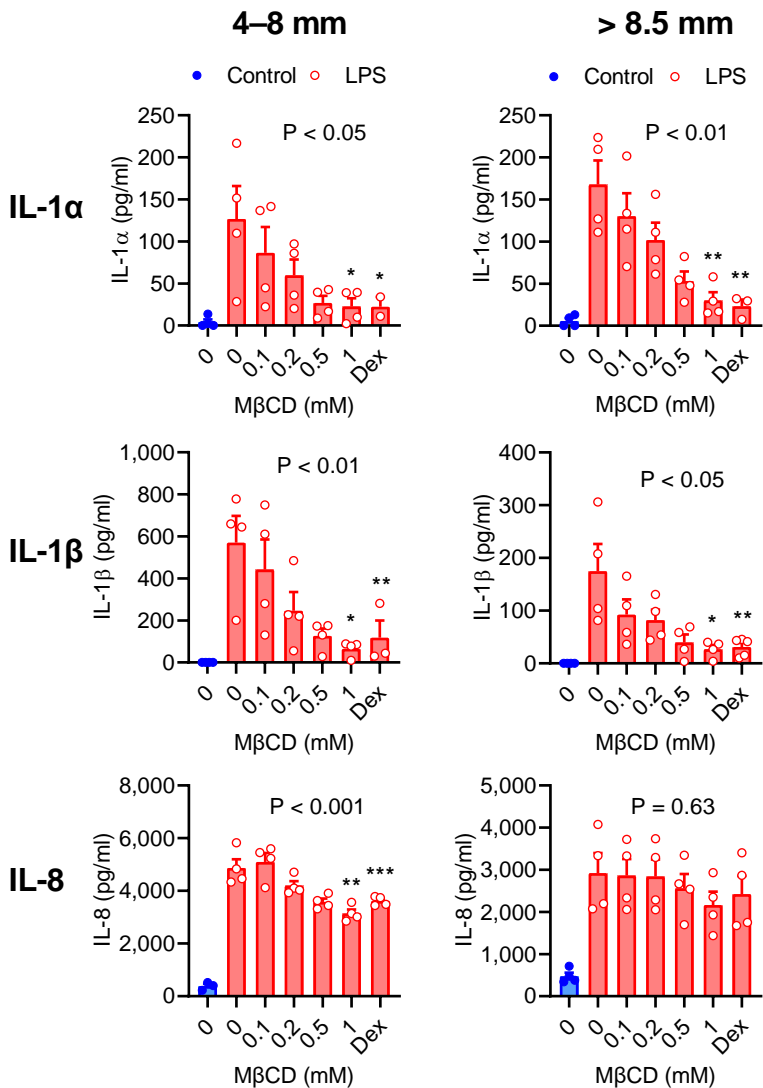 4–8 mm
> 8.5 mm
Control LPS
Control LPS
IL-1α
IL-1α (pg/ml)
250
200
150
100
50
0
P < 0.05
* *
0 0 0.1 0.2 0.5 1 Dex
MβCD (mM)
IL-1α (pg/ml)
250
200
150
100
50
0
P < 0.01
** **
0 0 0.1 0.2 0.5 1 Dex
MβCD (mM)
IL-1β
IL-1β (pg/ml)
1,000
800
600
400
200
0
P < 0.01
* **
0 0 0.1 0.2 0.5 1 Dex
MβCD (mM)
IL-1β (pg/ml)
400
300
200
100
0
P < 0.05
* **
0 0 0.1 0.2 0.5 1 Dex
MβCD (mM)
IL-8
IL-8 (pg/ml)
8,000
6,000
4,000
2,000
0
P < 0.001
** ***
0 0 0.1 0.2 0.5 1 Dex
MβCD (mM)
IL-8 (pg/ml)
5,000
4,000
3,000
2,000
1,000
0
P = 0.63
0 0 0.1 0.2 0.5 1 Dex
MβCD (mM)